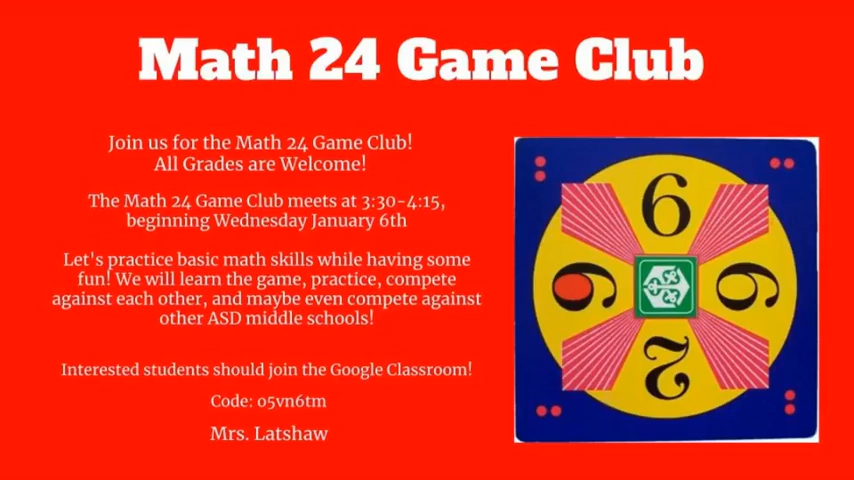 Math 24 Game Club
Join us for the Math 24 Game Club!
All Grades are Welcome!
The Math 24 Game Club meets at 3:30-4:15,
beginning Wednesday January 6th
Let's practice basic math skills while having some
fun! We will learn the game, practice, compete
against each other, and maybe even compete against
other ASD middle schools!
Interested students should join the Google Classroom!
Code: o5vn6tm
Mrs. Latshaw
6
6
6
2